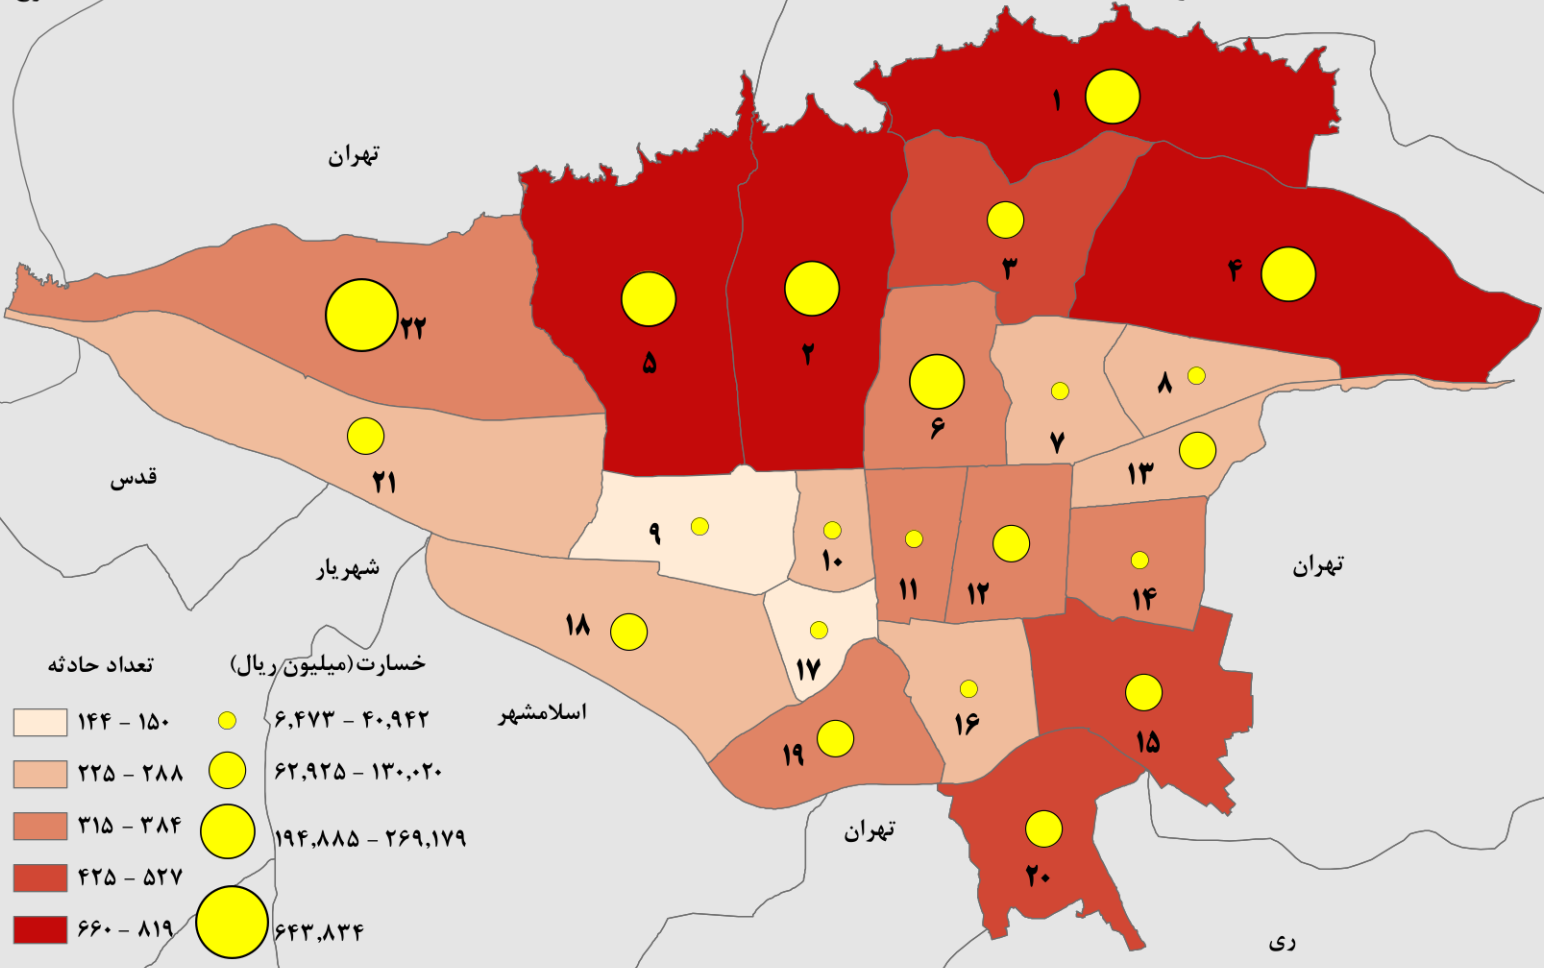 ۱
تهران
۳
۴
۲۲
۲
۵
۸
۶
۷
۱۳
قدس
۲۱
۹
۱۰
شهریار
تهران
۱۱
۱۲
۱۴
۱۸
۱۷
اسلامشهر
۱۶
۱۵
۱۹
تهران
۲۰
ری
تعداد حادثه
۱۴۴ - ۱۵۰
۲۲۵ - ۲۸۸
۳۱۵ - ۳۸۴
۴۲۵ - ۵۲۷
۶۶۰ - ۸۱۹
خسارت(میلیون ریال)
۶,۴۷۳ - ۴۰,۹۴۲
۶۲,۹۲۵ - ۱۳۰,۰۲۰
۱۹۴,۸۸۵ - ۲۶۹,۱۷۹
۶۴۳,۸۳۴